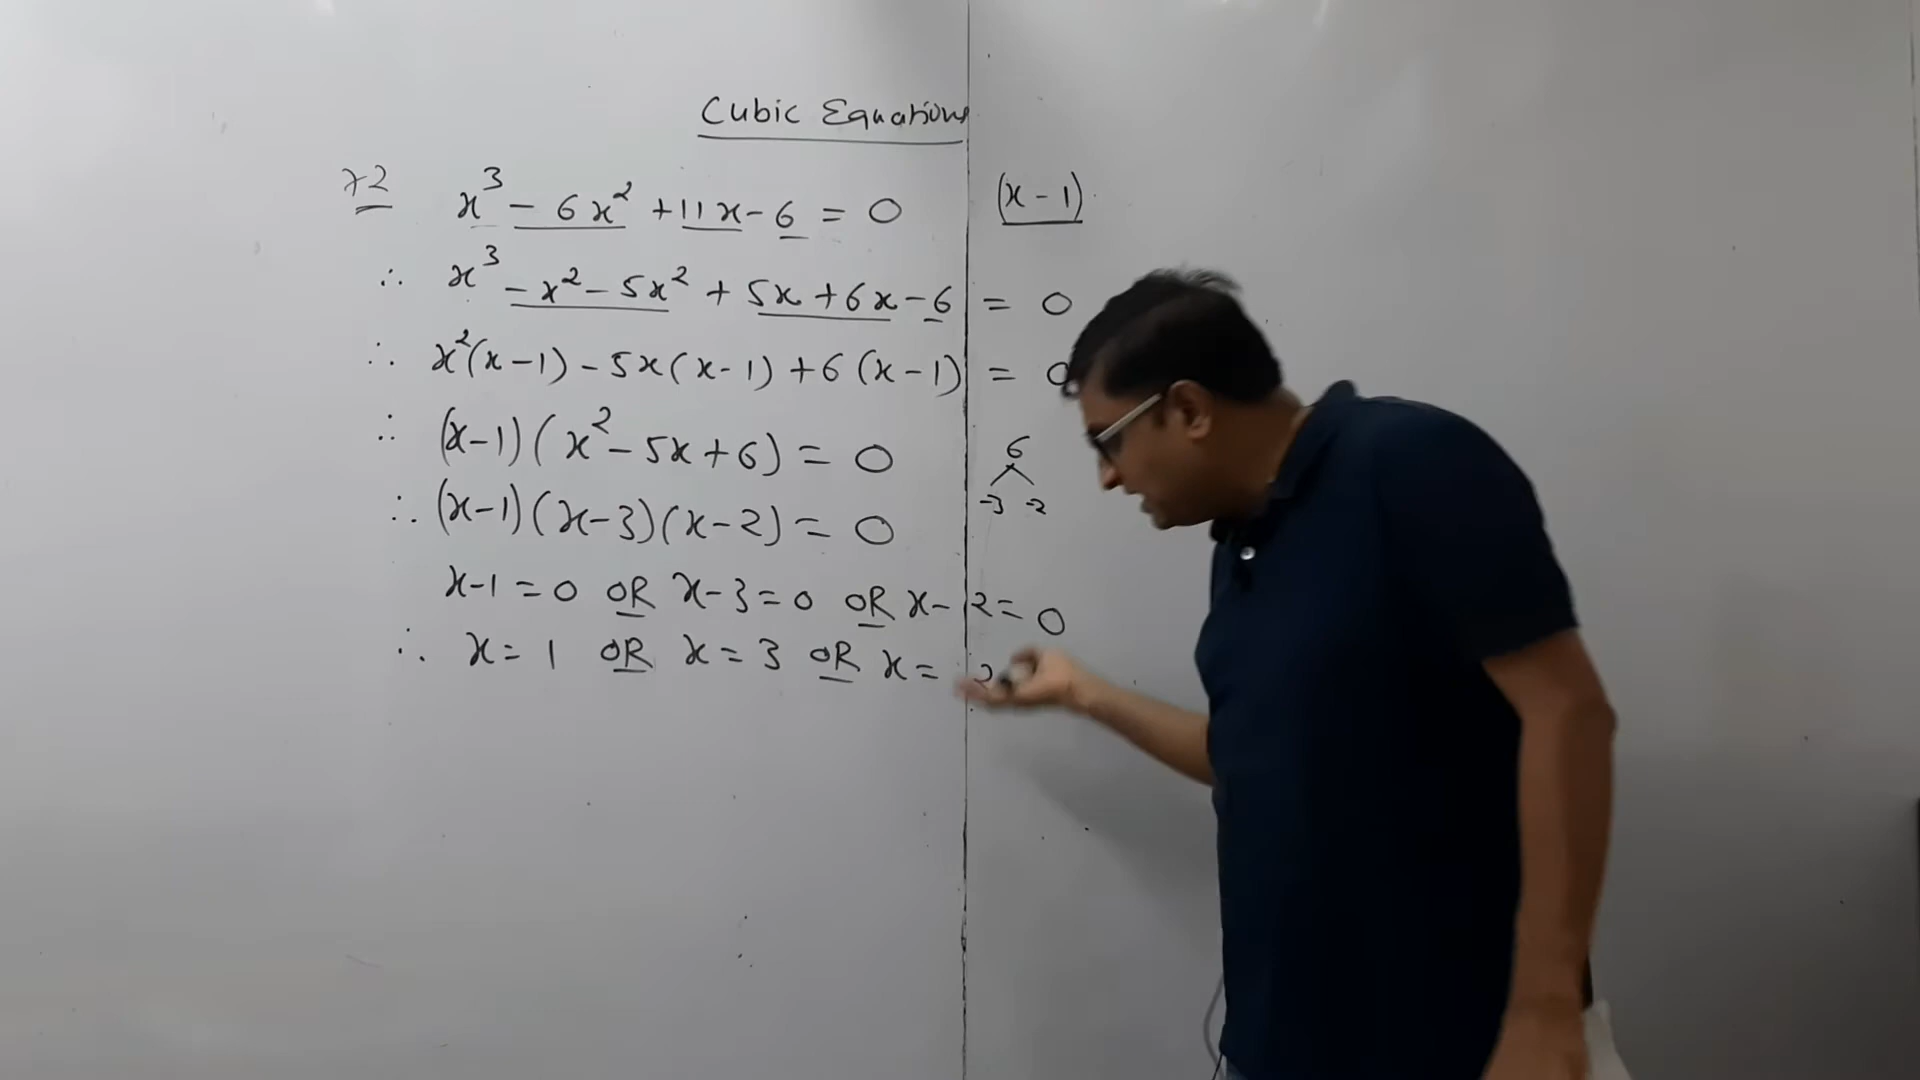 Cubic Equations
x³ - 6x² + 11x - 6 = 0 (x - 1)
∴ x³ - x² - 5x² + 5x + 6x - 6 = 0
∴ x²(x-1) - 5x(x-1) + 6(x-1) = 0
∴ (x-1)(x² - 5x + 6) = 0
6
-3 -2
∴ (x-1)(x-3)(x-2) = 0
x-1 = 0 OR x-3 = 0 OR x-2 = 0
∴ x = 1 OR x = 3 OR x = 2